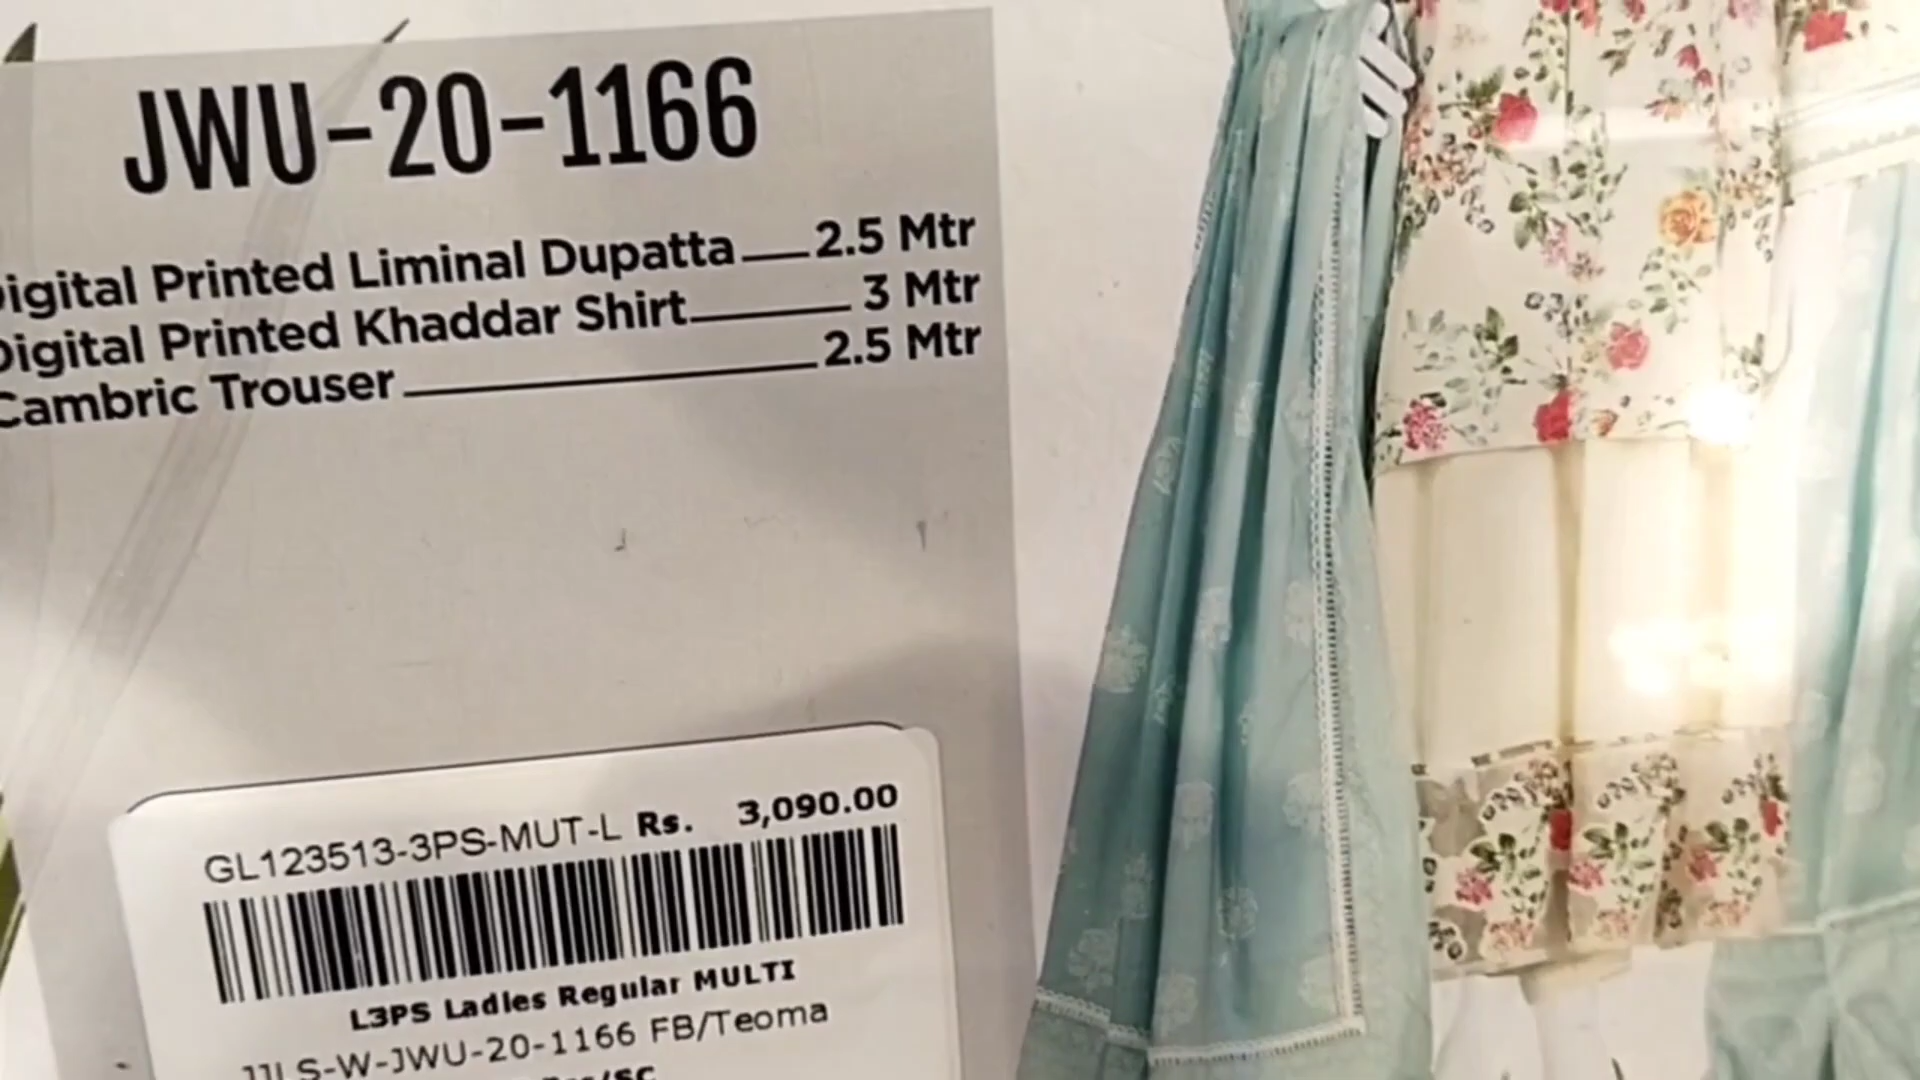 JWU-20-1166
Digital Printed Liminal Dupatta 2.5 Mtr
Digital Printed Khaddar Shirt 3 Mtr
Cambric Trouser 2.5 Mtr
GL123513-3PS-MUT-L Rs. 3,090.00
L3PS Ladies Regular MULTI
JJLS-W-JWU-20-1166 FB/Teoma